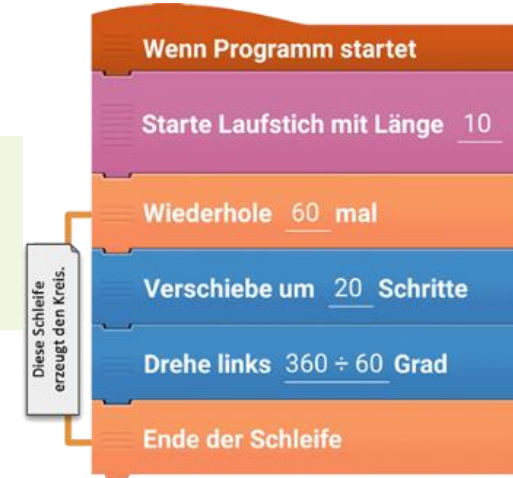 Wenn Programm startet
Starte Laufstich mit Länge 10
Wiederhole 60 mal
Verschiebe um 20 Schritte
Drehe links 360 ÷ 60 Grad
Ende der Schleife
Diese Schleife
erzeugt den Kreis.